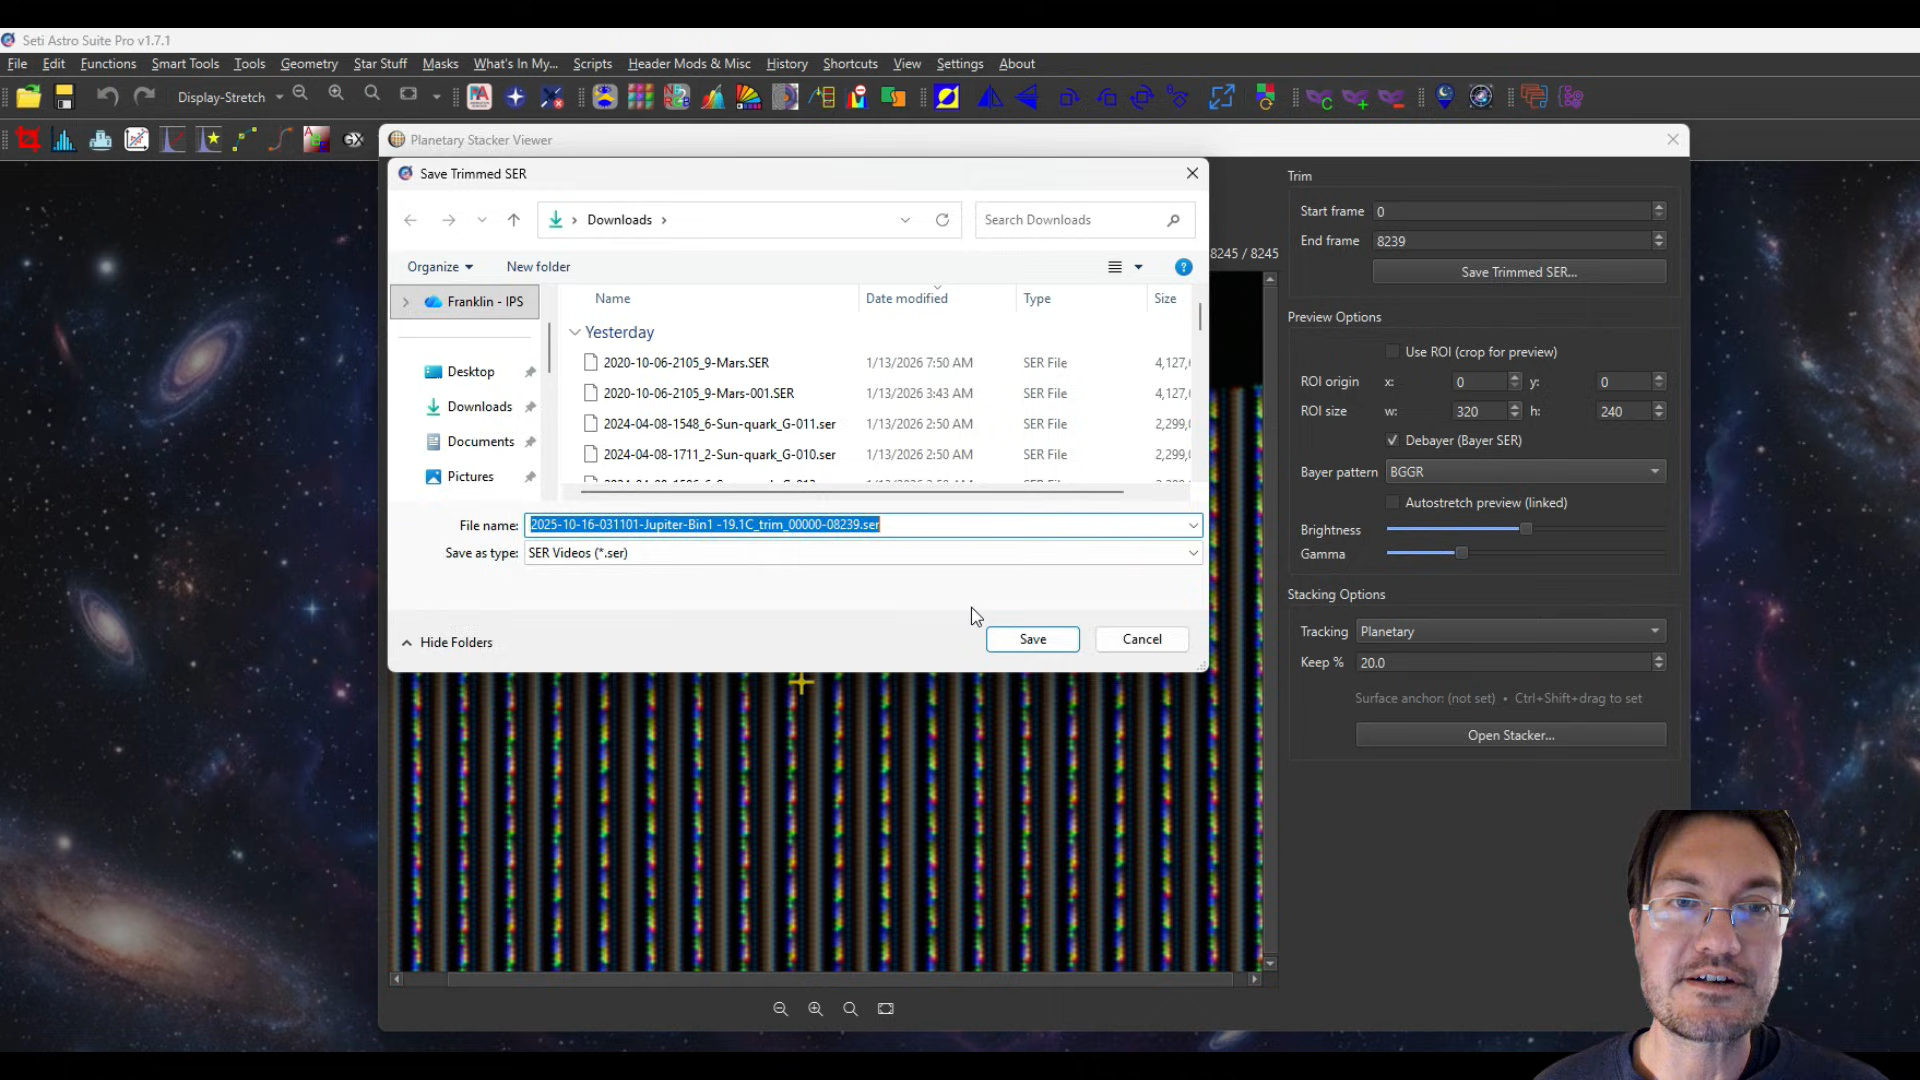 Seti Astro Suite Pro v1.7.1
File Edit Functions Smart Tools Tools Geometry Star Stuff Masks What's In My... Scripts Header Mods & Misc History Shortcuts View Settings About
Display-Stretch
Planetary Stacker Viewer
Save Trimmed SER
Downloads
Search Downloads
Organize
New folder
Franklin - IPS
Desktop
Downloads
Documents
Pictures
Name Date modified Type Size
Yesterday
2020-10-06-2105_9-Mars.SER 1/13/2026 7:50 AM SER File 4,127,
2020-10-06-2105_9-Mars-001.SER 1/13/2026 3:43 AM SER File 4,127,
2024-04-08-1548_6-Sun-quark_G-011.ser 1/13/2026 2:50 AM SER File 2,299,
2024-04-08-1711_2-Sun-quark_G-010.ser 1/13/2026 2:50 AM SER File 2,299,
File name: 2025-10-16-031101-Jupiter-Bin1 -19.1C_trim_00000-08239.ser
Save as type: SER Videos (*.ser)
Hide Folders
Save
Cancel
8245 / 8245
Trim
Start frame 0
End frame 8239
Save Trimmed SER...
Preview Options
Use ROI (crop for preview)
ROI origin x: 0 y: 0
ROI size w: 320 h: 240
Debayer (Bayer SER)
Bayer pattern BGGR
Autostretch preview (linked)
Brightness
Gamma
Stacking Options
Tracking Planetary
Keep % 20.0
Surface anchor: (not set) • Ctrl+Shift+drag to set
Open Stacker...